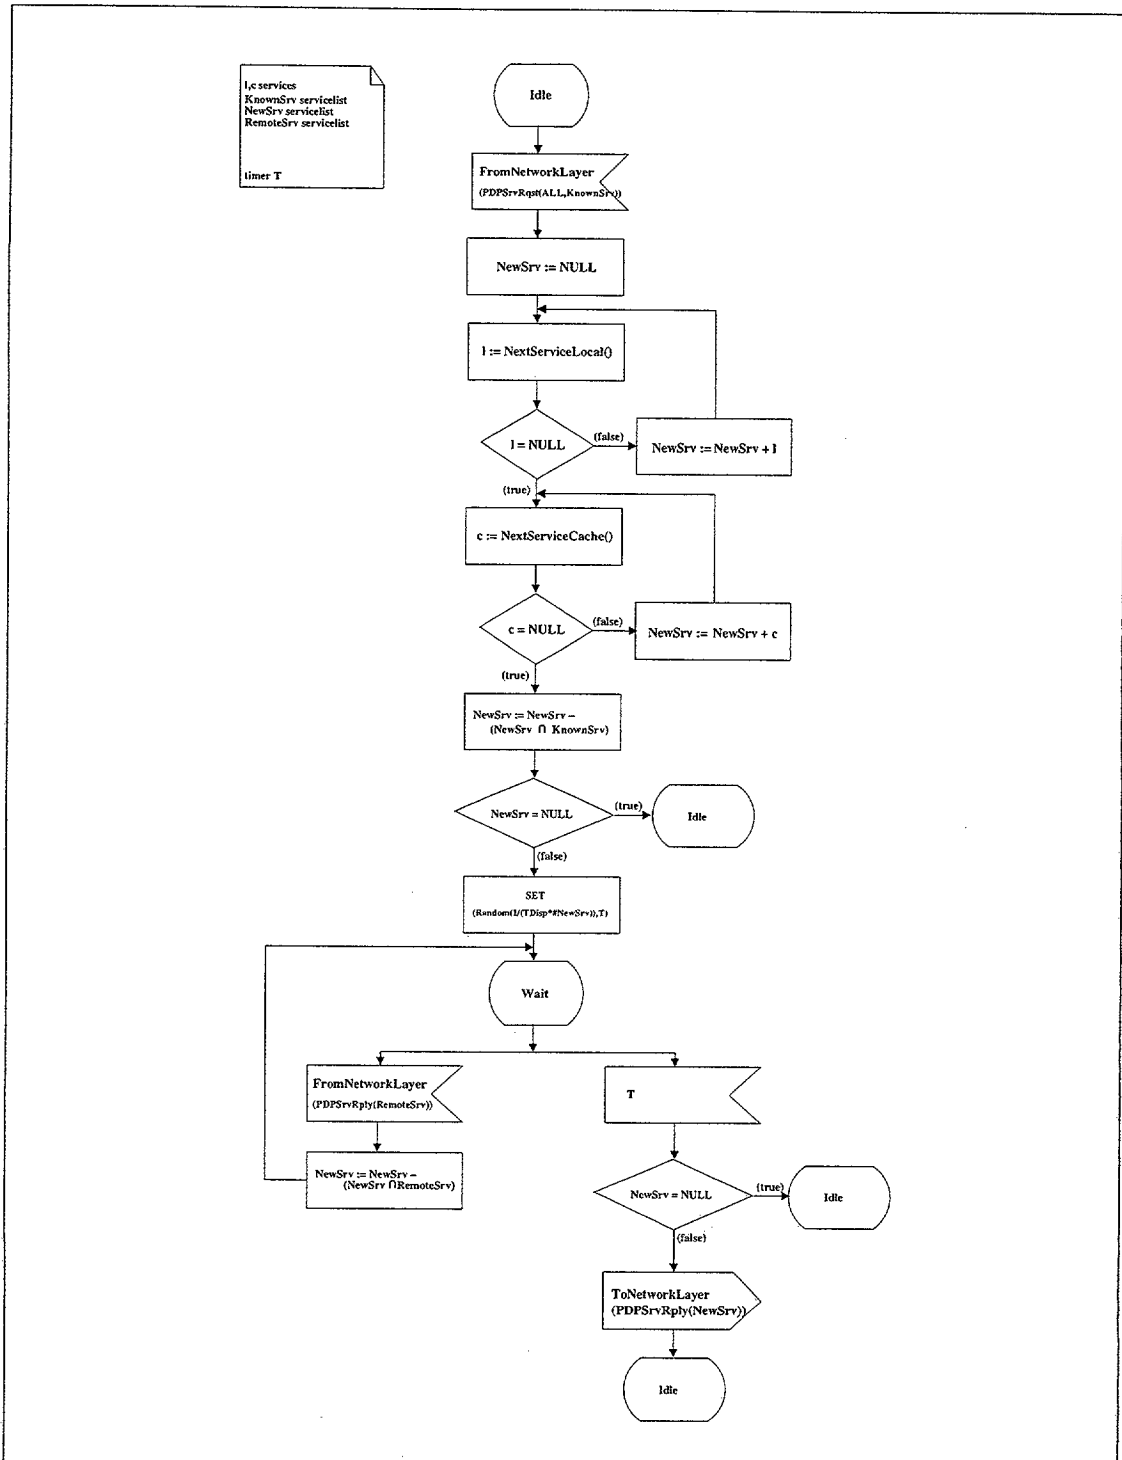 l,c services
KnownSrv servicelist
NewSrv servicelist
RemoteSrv servicelist
timer T
Idle
FromNetworkLayer
(PDPSrvRqst(ALL,KnownSrv))
NewSrv := NULL
l := NextServiceLocal()
l = NULL
(false)
NewSrv := NewSrv + l
(true)
c := NextServiceCache()
c = NULL
(false)
NewSrv := NewSrv + c
(true)
NewSrv := NewSrv –
(NewSrv ∩ KnownSrv)
NewSrv = NULL
(true)
Idle
(false)
SET
(Random(1/(T.Disp*#NewSrv)),T)
Wait
FromNetworkLayer
(PDPSrvRply(RemoteSrv))
NewSrv := NewSrv –
(NewSrv ∩RemoteSrv)
T
NewSrv = NULL
(true)
Idle
(false)
ToNetworkLayer
(PDPSrvRply(NewSrv))
Idle